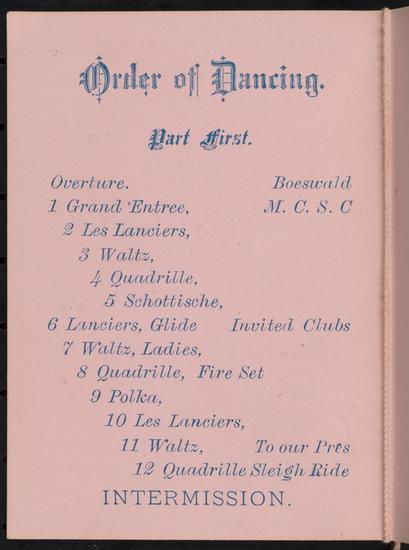 Order of Dancing.
Part First.
Overture. Boeswald
1 Grand Entree, M. C. S. C
2 Les Lanciers,
3 Waltz,
4 Quadrille,
5 Schottische,
6 Lanciers, Glide Invited Clubs
7 Waltz, Ladies,
8 Quadrille, Fire Set
9 Polka,
10 Les Lanciers,
11 Waltz, To our Pres
12 Quadrille Sleigh Ride
INTERMISSION.